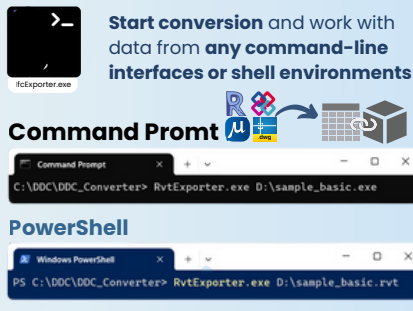 Start conversion and work with
data from any command-line
interfaces or shell environments
IfcExporter.exe
R
µ
dwg
Command Promt
Command Prompt
C:\DDC\DDC_Converter> RvtExporter.exe D:\sample_basic.exe
PowerShell
Windows PowerShell
PS C:\DDC\DDC_Converter> RvtExporter.exe D:\sample_basic.rvt